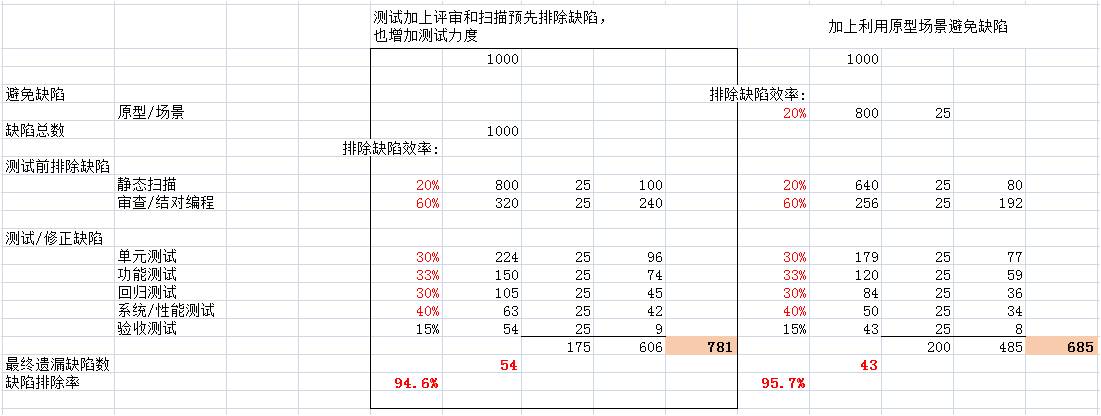 测试加上评审和扫描预先排除缺陷，
也增加测试力度
加上利用原型场景避免缺陷
1000 1000
避免缺陷 排除缺陷效率：
原型/场景 20% 800 25
缺陷总数 1000
排除缺陷效率：
测试前排除缺陷
静态扫描 20% 800 25 100 20% 640 25 80
审查/结对编程 60% 320 25 240 60% 256 25 192
测试/修正缺陷
单元测试 30% 224 25 96 30% 179 25 77
功能测试 33% 150 25 74 33% 120 25 59
回归测试 30% 105 25 45 30% 84 25 36
系统/性能测试 40% 63 25 42 40% 50 25 34
验收测试 15% 54 25 9 15% 43 25 8
175 606 781 200 485 685
最终遗漏缺陷数 54 43
缺陷排除率 94.6% 95.7%